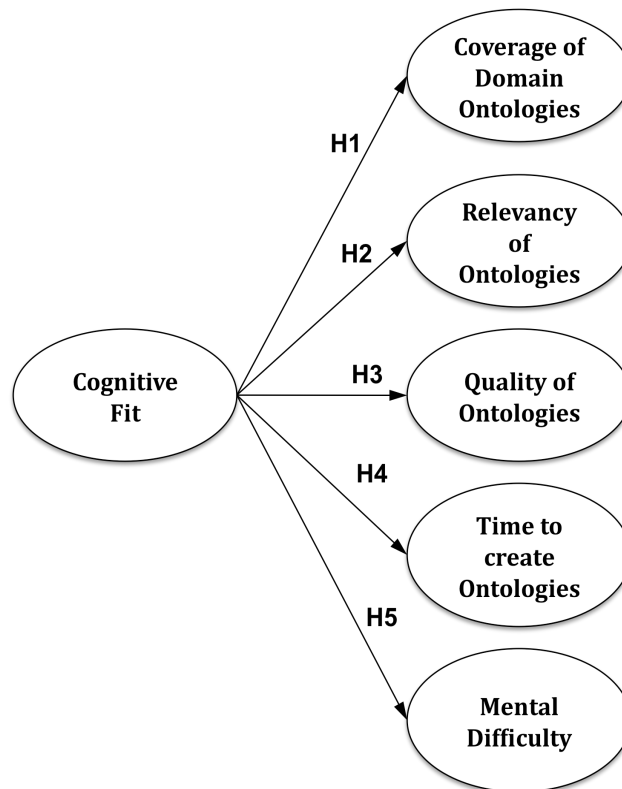 Coverage of
Domain
Ontologies
H1
Relevancy
of
Ontologies
H2
Cognitive
Fit
H3
Quality of
Ontologies
H4
Time to
create
Ontologies
H5
Mental
Difficulty